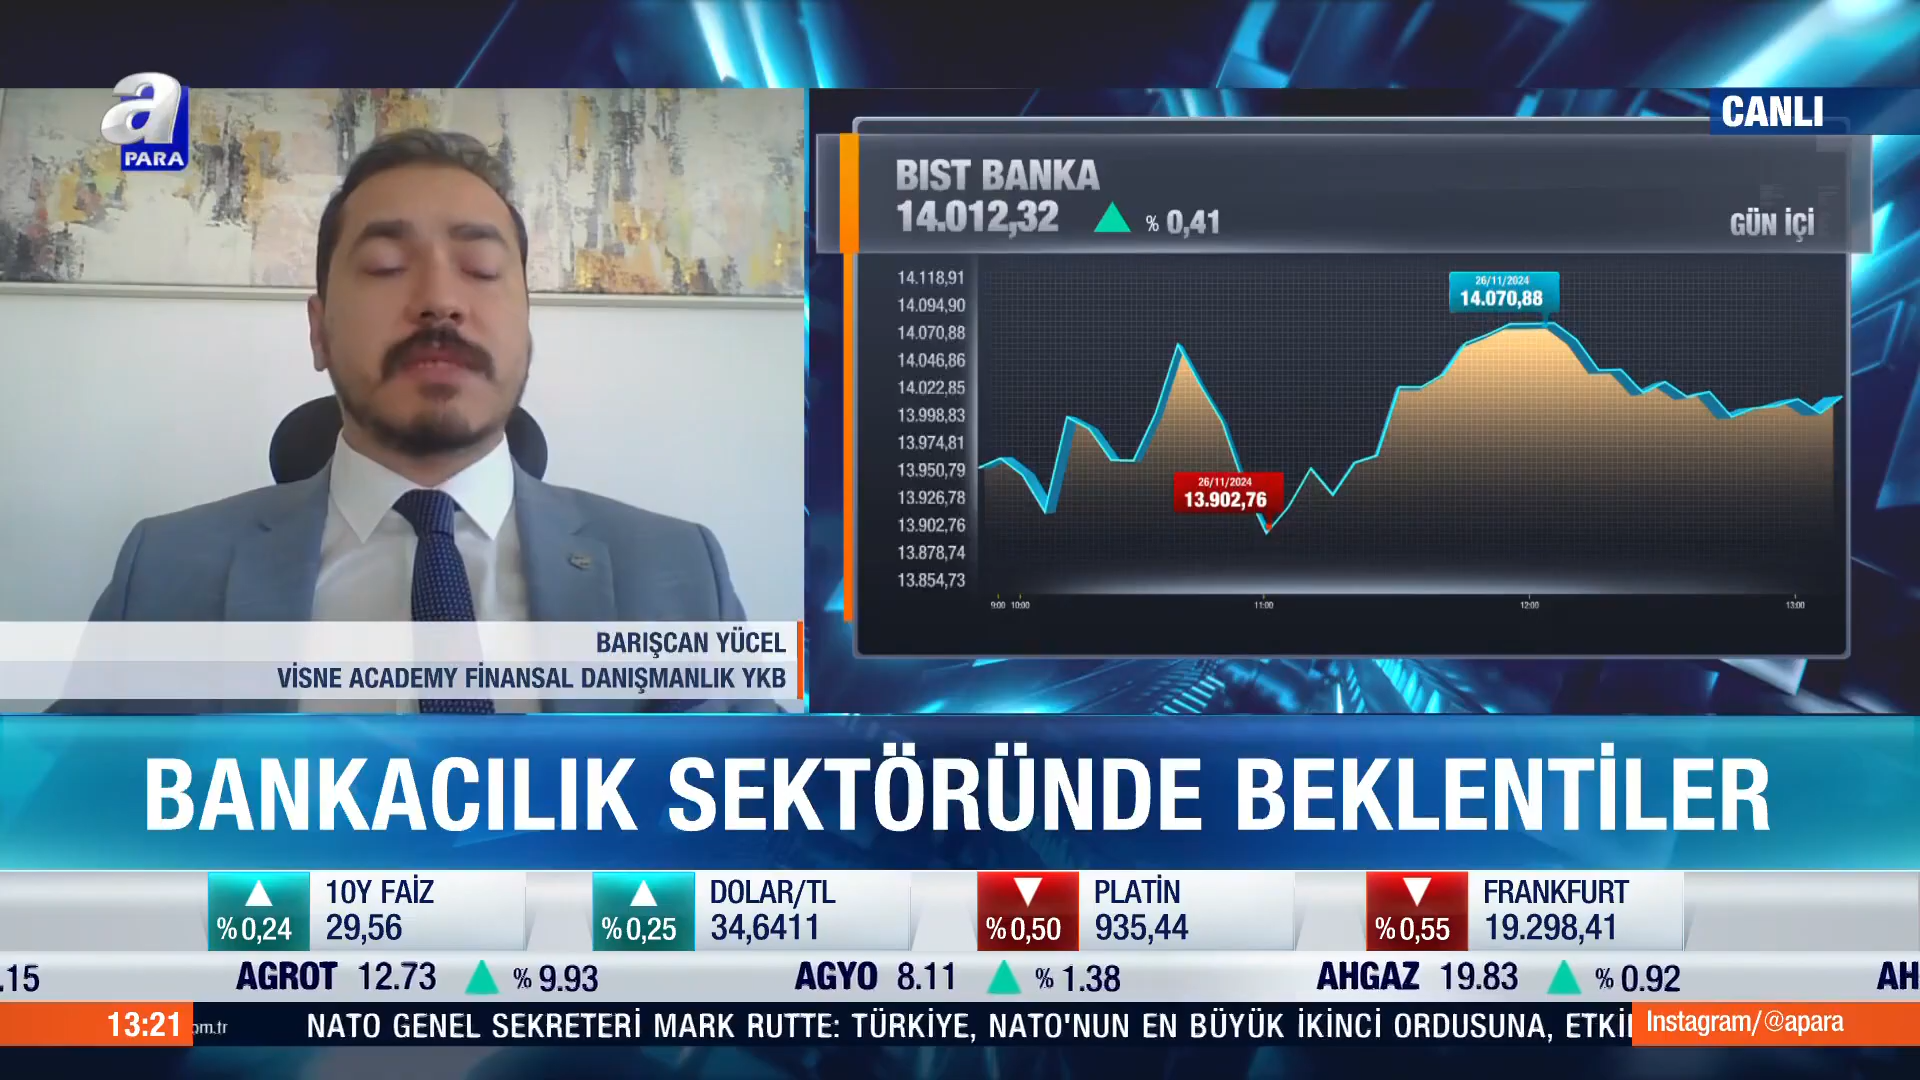 a
PARA
CANLI
BIST BANKA
14.012,32 % 0,41
GÜN İÇİ
14.118,91
14.094,90
14.070,88
14.046,86
14.022,85
13.998,83
13.974,81
13.950,79
13.926,78
13.902,76
13.878,74
13.854,73
26/11/2024
14.070,88
26/11/2024
13.902,76
9:00 10:00 11:00 12:00 13:00
BARIŞCAN YÜCEL
VİSNE ACADEMY FİNANSAL DANIŞMANLIK YKB
BANKACILIK SEKTÖRÜNDE BEKLENTİLER
% 0,24 10Y FAİZ 29,56
% 0,25 DOLAR/TL 34,6411
% 0,50 PLATİN 935,44
% 0,55 FRANKFURT 19.298,41
.15 AGROT 12.73 % 9.93 AGYO 8.11 % 1.38 AHGAZ 19.83 % 0.92 AH
13:21 om.tr NATO GENEL SEKRETERİ MARK RUTTE: TÜRKİYE, NATO'NUN EN BÜYÜK İKİNCİ ORDUSUNA, ETKİ Instagram/@apara